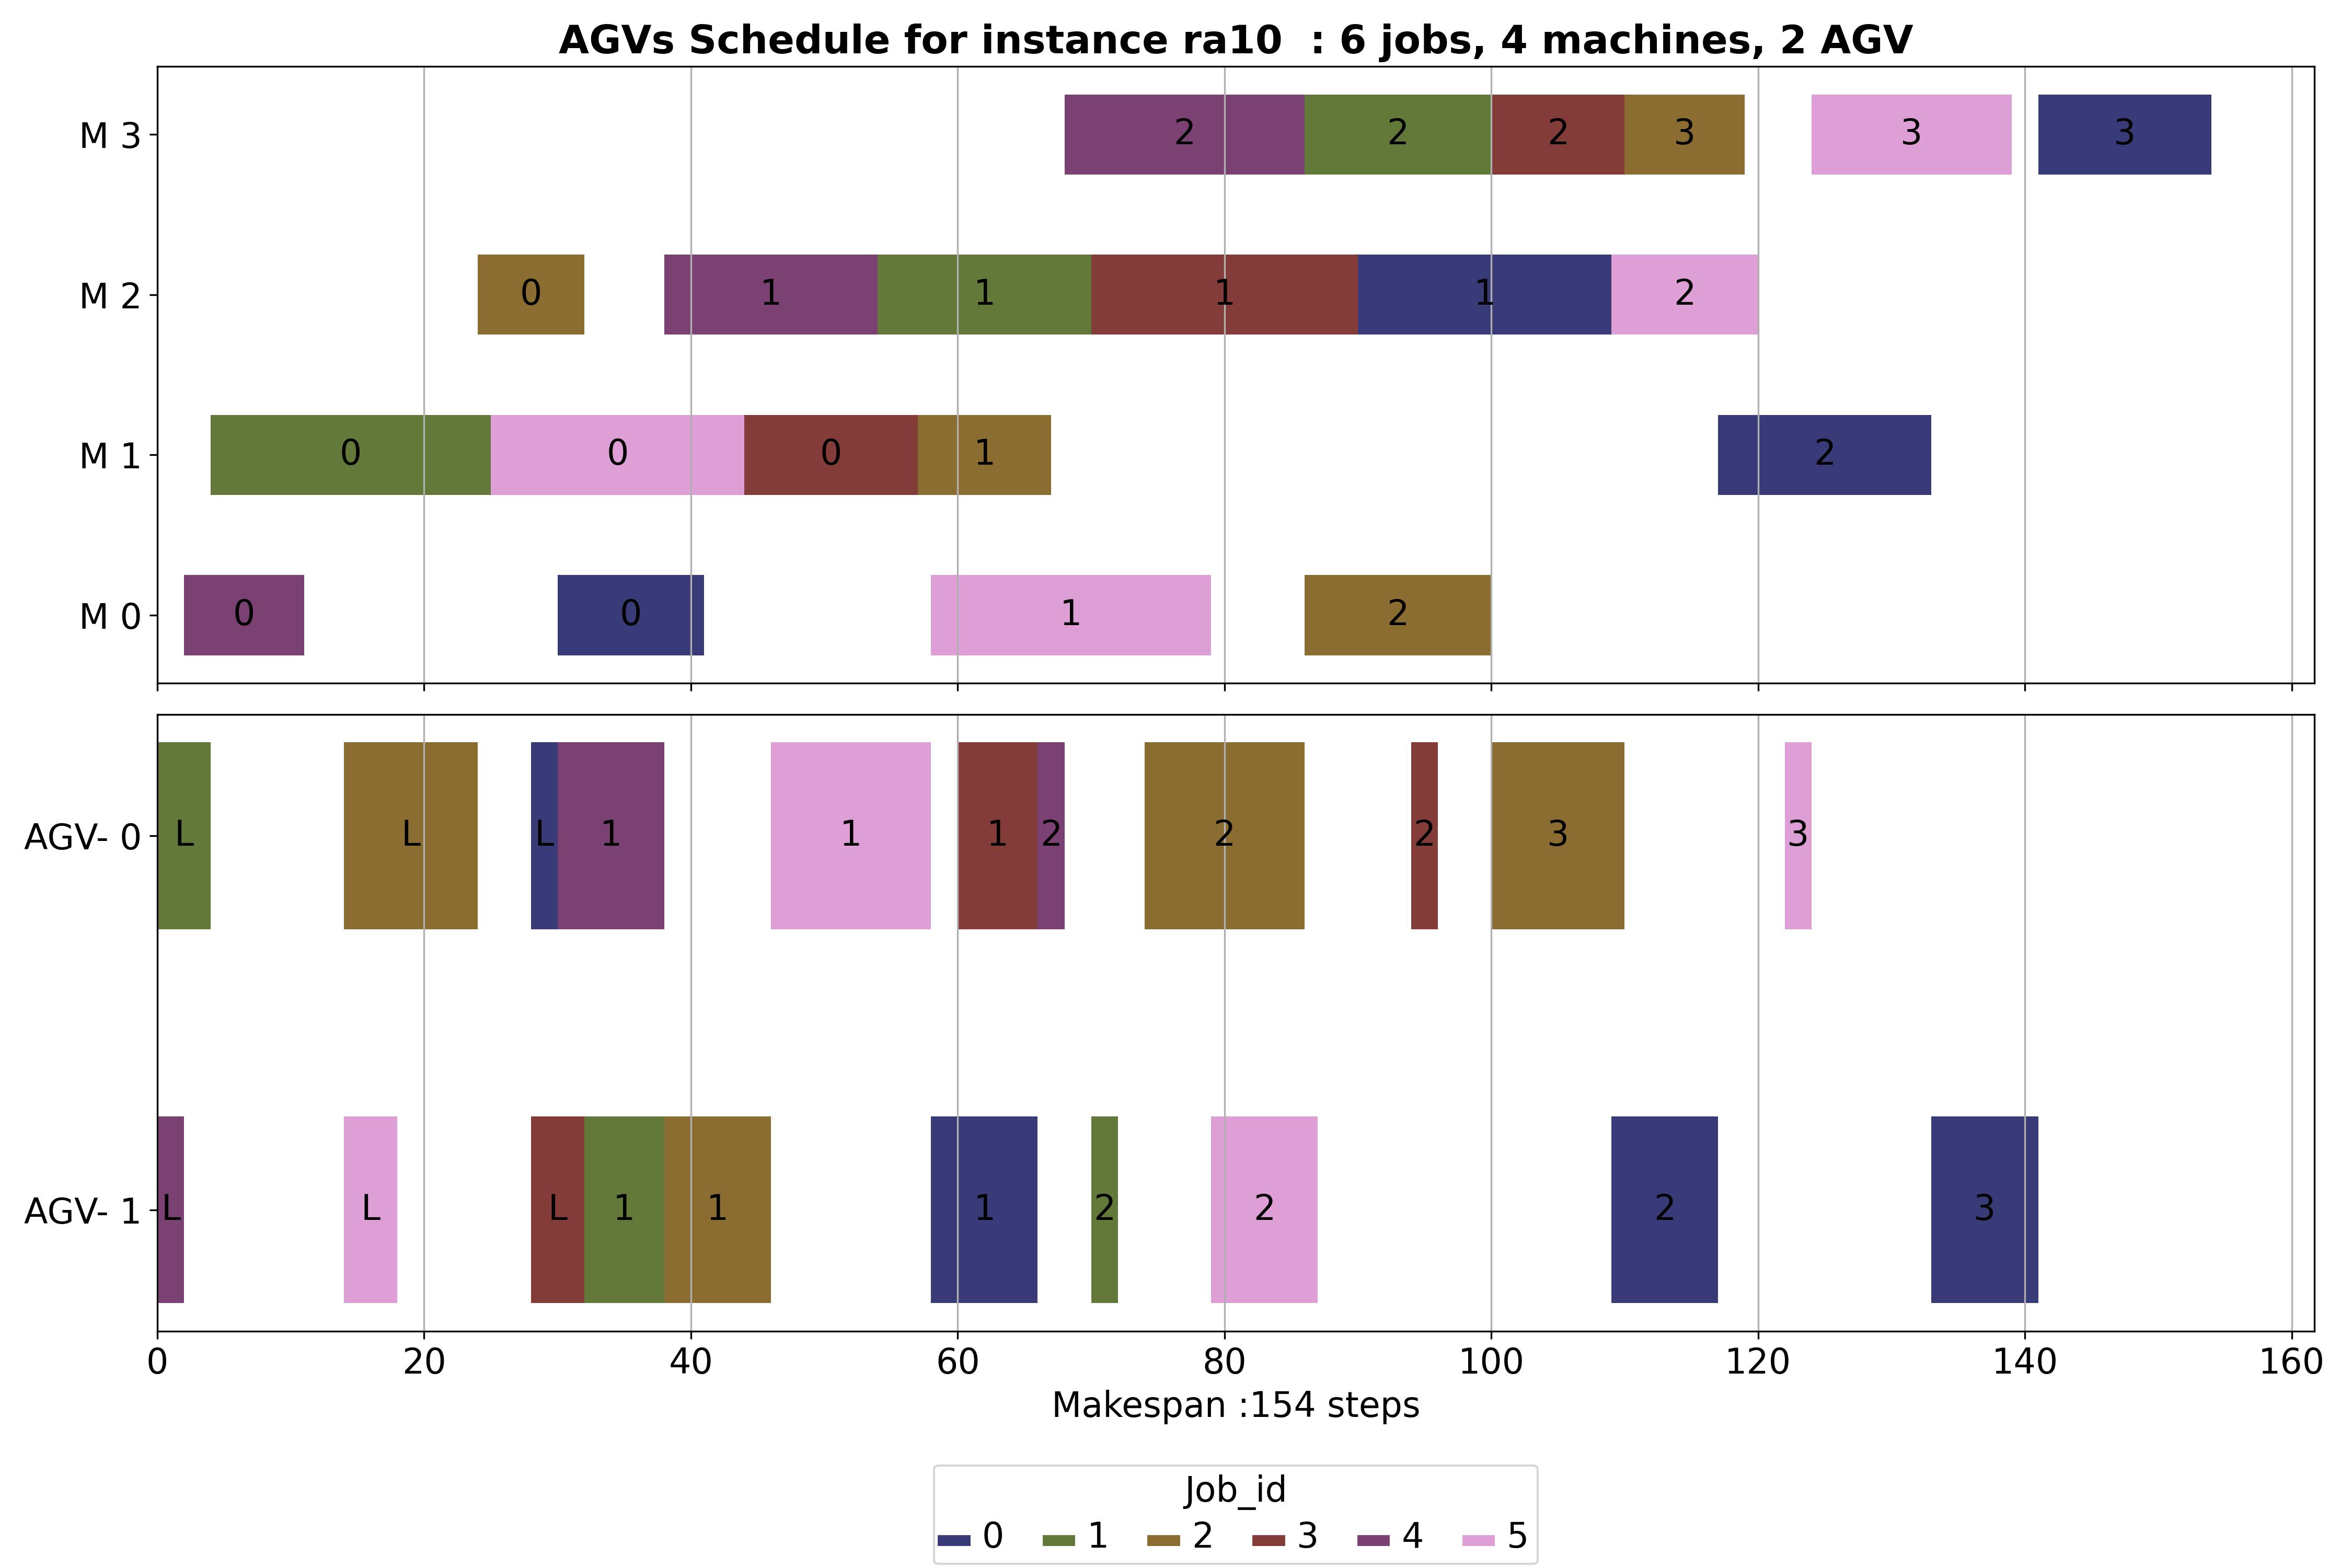 AGVs Schedule for instance ra10  : 6 jobs, 4 machines, 2 AGV
M 3
2 2 2 3 3 3
M 2
0 1 1 1 1 2
M 1
0 0 0 1 2
M 0
0 0 1 2
AGV- 0
L L L 1 1 1 2 2 2 3 3
AGV- 1
L L L 1 1 1 2 2 2 3
0 20 40 60 80 100 120 140 160
Makespan :154 steps
Job_id
0 1 2 3 4 5